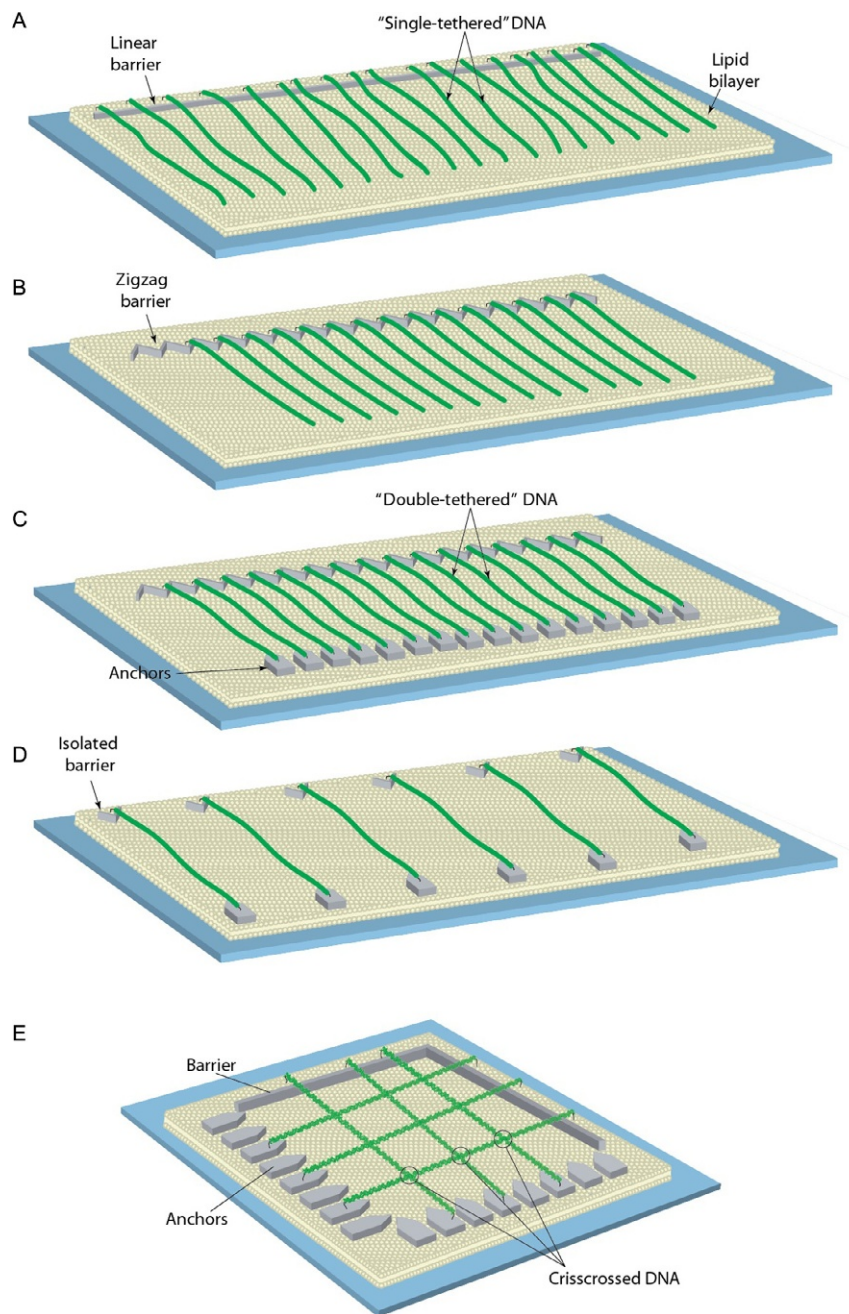 A
"Single-tethered" DNA
Linear
barrier
Lipid
bilayer
B
Zigzag
barrier
C
"Double-tethered" DNA
Anchors
D
Isolated
barrier
E
Barrier
Anchors
Crisscrossed DNA